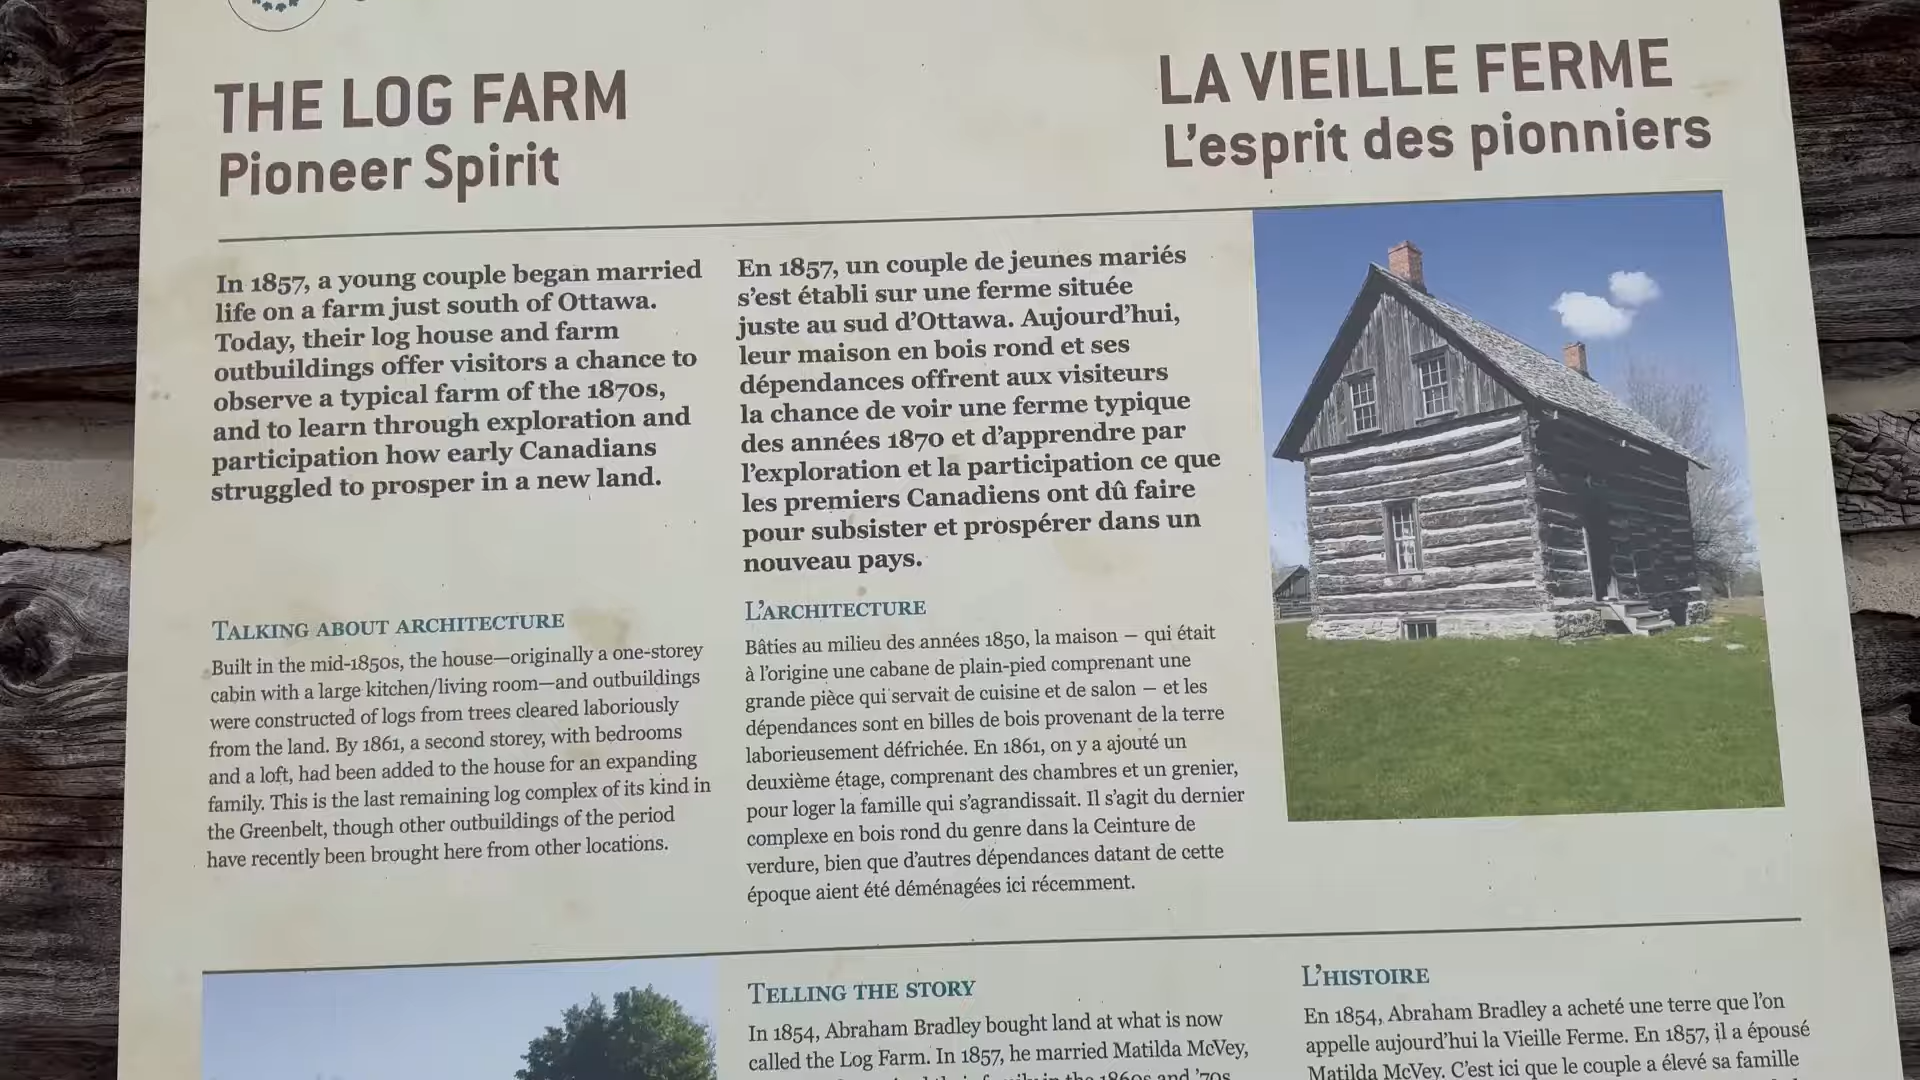 THE LOG FARM
Pioneer Spirit
LA VIEILLE FERME
L'esprit des pionniers
In 1857, a young couple began married
life on a farm just south of Ottawa.
Today, their log house and farm
outbuildings offer visitors a chance to
observe a typical farm of the 1870s,
and to learn through exploration and
participation how early Canadians
struggled to prosper in a new land.
En 1857, un couple de jeunes mariés
s'est établi sur une ferme située
juste au sud d'Ottawa. Aujourd'hui,
leur maison en bois rond et ses
dépendances offrent aux visiteurs
la chance de voir une ferme typique
des années 1870 et d'apprendre par
l'exploration et la participation ce que
les premiers Canadiens ont dû faire
pour subsister et prospérer dans un
nouveau pays.
TALKING ABOUT ARCHITECTURE
Built in the mid-1850s, the house—originally a one-storey
cabin with a large kitchen/living room—and outbuildings
were constructed of logs from trees cleared laboriously
from the land. By 1861, a second storey, with bedrooms
and a loft, had been added to the house for an expanding
family. This is the last remaining log complex of its kind in
the Greenbelt, though other outbuildings of the period
have recently been brought here from other locations.
L'ARCHITECTURE
Bâties au milieu des années 1850, la maison – qui était
à l'origine une cabane de plain-pied comprenant une
grande pièce qui servait de cuisine et de salon – et les
dépendances sont en billes de bois provenant de la terre
laborieusement défrichée. En 1861, on y a ajouté un
deuxième étage, comprenant des chambres et un grenier,
pour loger la famille qui s'agrandissait. Il s'agit du dernier
complexe en bois rond du genre dans la Ceinture de
verdure, bien que d'autres dépendances datant de cette
époque aient été déménagées ici récemment.
TELLING THE STORY
In 1854, Abraham Bradley bought land at what is now
called the Log Farm. In 1857, he married Matilda McVey,
family in the 1860s and '70s
L'HISTOIRE
En 1854, Abraham Bradley a acheté une terre que l'on
appelle aujourd'hui la Vieille Ferme. En 1857, il a épousé
Matilda McVey. C'est ici que le couple a élevé sa famille